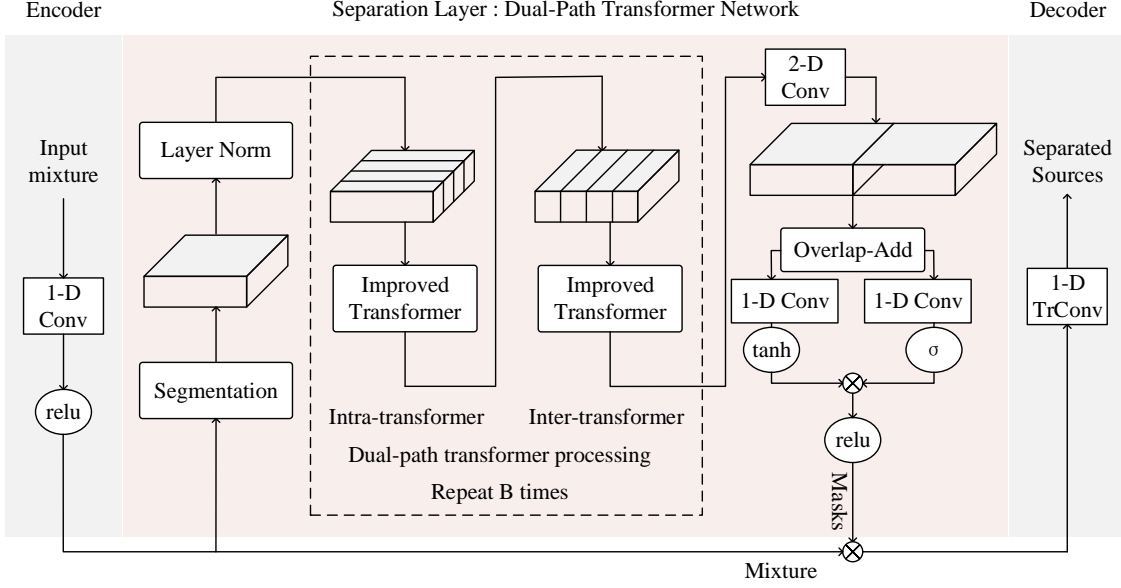 Encoder
Separation Layer : Dual-Path Transformer Network
Decoder
Input
mixture
1-D
Conv
relu
Layer Norm
Segmentation
Improved
Transformer
Intra-transformer
Improved
Transformer
Inter-transformer
Dual-path transformer processing
Repeat B times
2-D
Conv
Overlap-Add
1-D Conv
1-D Conv
tanh
σ
relu
Masks
Mixture
Separated
Sources
1-D
TrConv